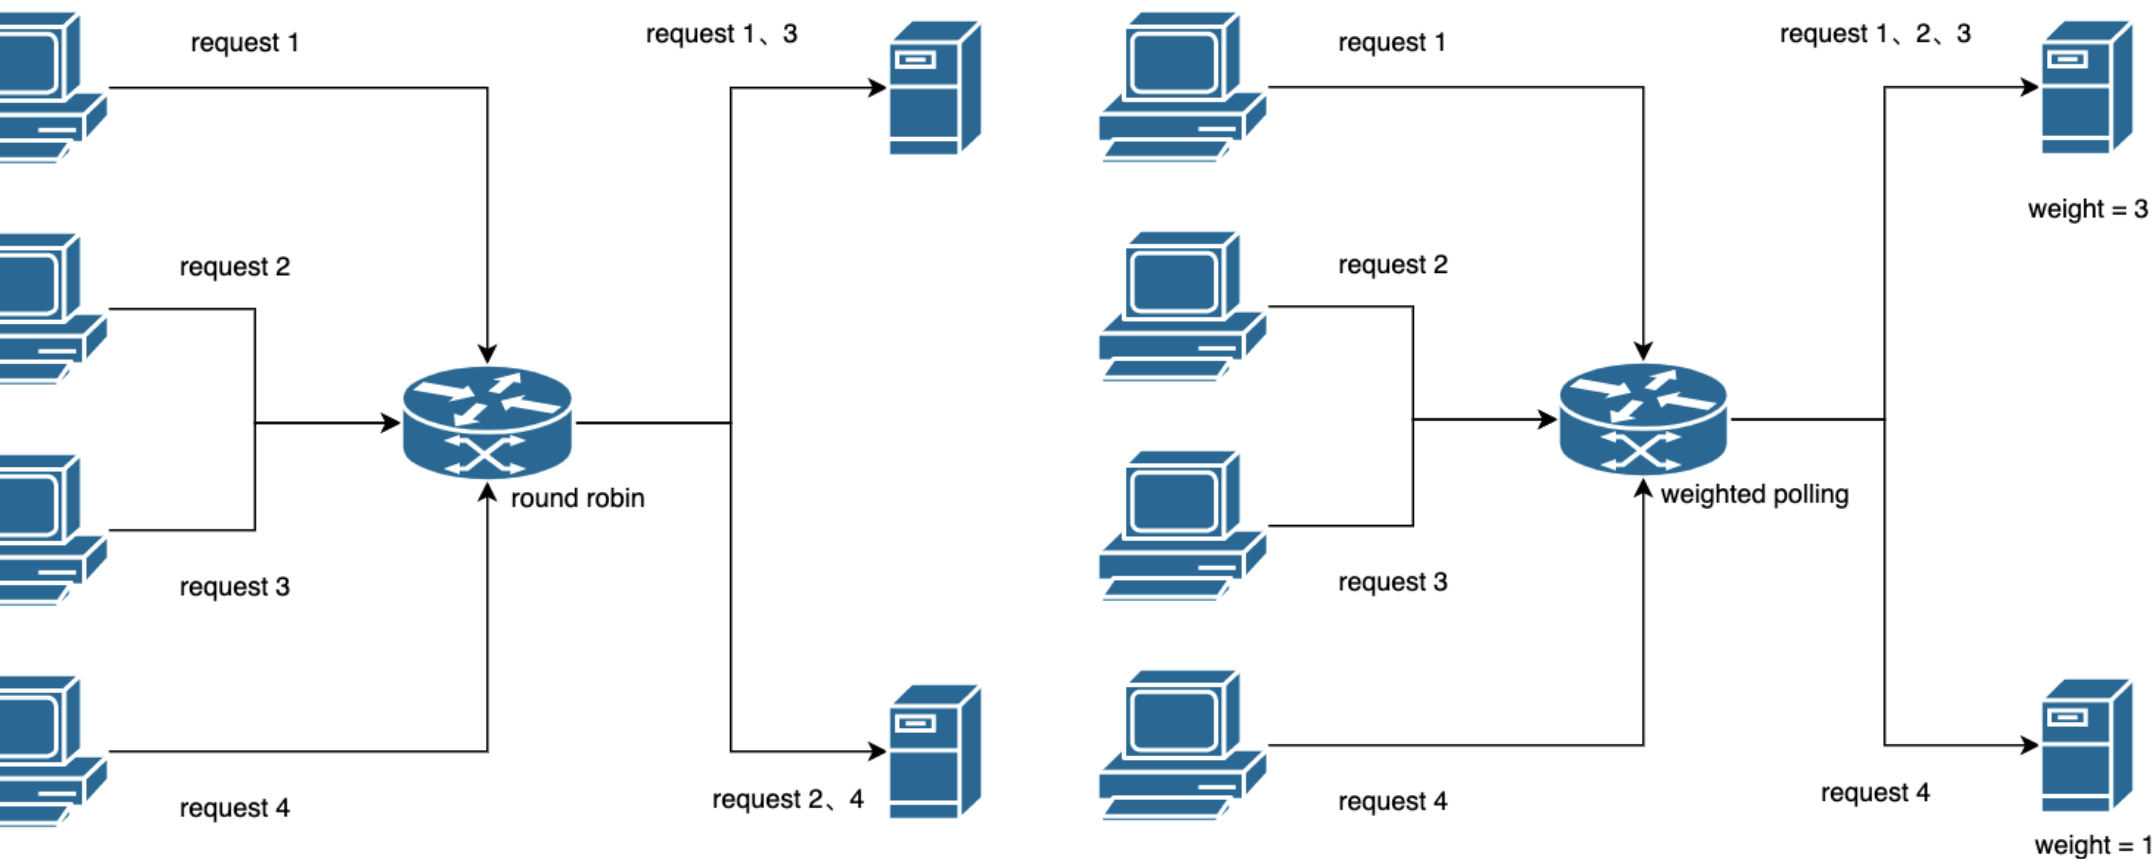 request 1
request 1、3
request 2
request 3
round robin
request 4
request 2、4
request 1
request 1、2、3
weight = 3
request 2
weighted polling
request 3
request 4
request 4
weight = 1